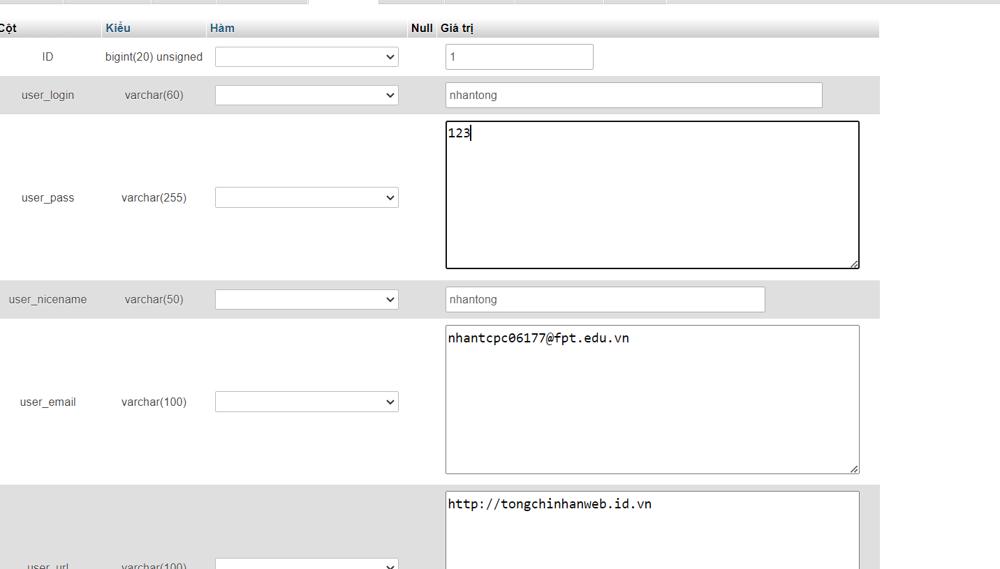 Cột Kiểu Hàm Null Giá trị
ID bigint(20) unsigned 1
user_login varchar(60) nhantong
user_pass varchar(255) 123
user_nicename varchar(50) nhantong
user_email varchar(100) nhantcpc06177@fpt.edu.vn
http://tongchinhanweb.id.vn
user_url varchar(100)